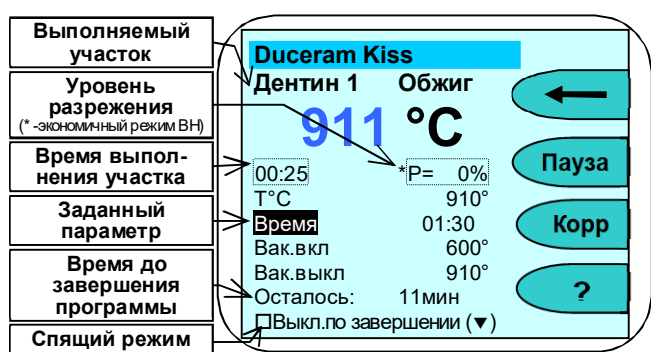 Выполняемый
участок
Уровень
разрежения
(* -экономичный режим ВН)
Время выпол-
нения участка
Заданный
параметр
Время до
завершения
программы
Спящий режим
Duceram Kiss
Дентин 1 Обжиг
911 °C
00:25 *P= 0%
T°C 910°
Время 01:30
Вак.вкл 600°
Вак.выкл 910°
Осталось: 11мин
Выкл.по завершении (▼)
Пауза
Корр
?